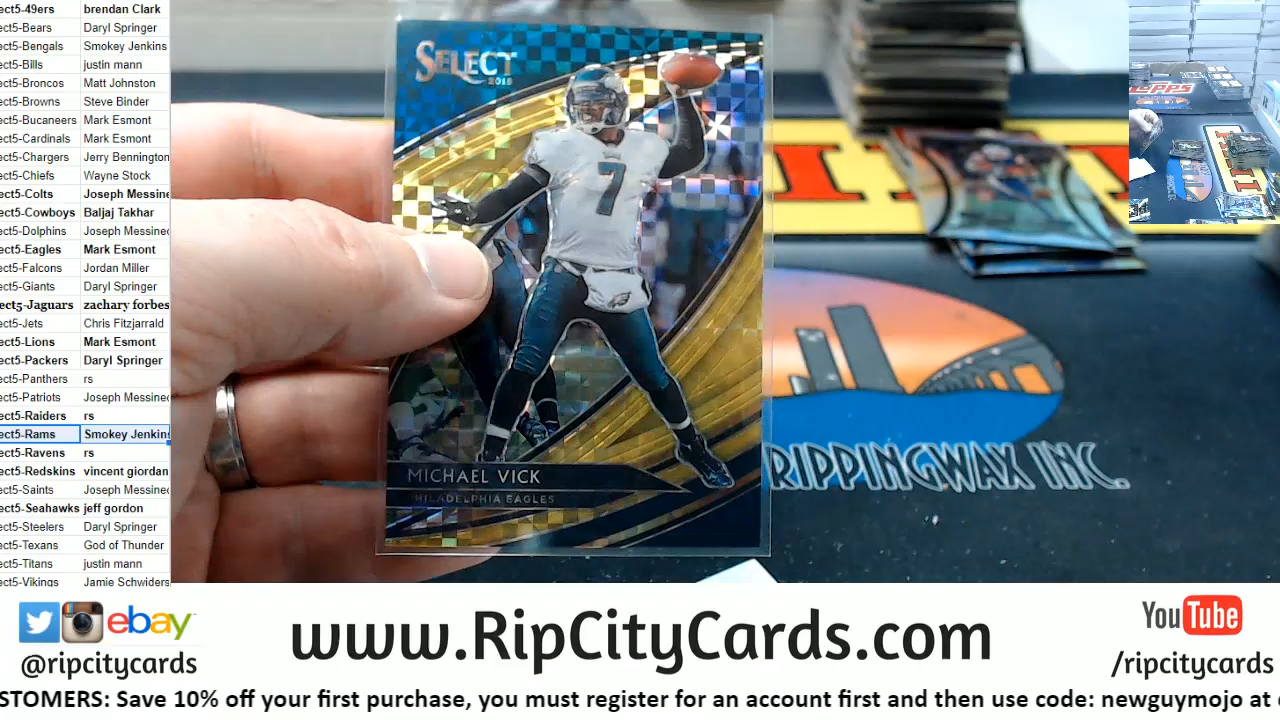 ect5-49ers brendan Clark
ect5-Bears Daryl Springer
ect5-Bengals Smokey Jenkins
ect5-Bills justin mann
ect5-Broncos Matt Johnston
ect5-Browns Steve Binder
ect5-Bucaneers Mark Esmont
ect5-Cardinals Mark Esmont
ect5-Chargers Jerry Bennington
ect5-Chiefs Wayne Stock
ect5-Colts Joseph Messine
ect5-Cowboys Baljaj Takhar
ect5-Dolphins Joseph Messine
ect5-Eagles Mark Esmont
ect5-Falcons Jordan Miller
ect5-Giants Daryl Springer
ect5-Jaguars zachary forbes
ect5-Jets Chris Fitzjarrald
ect5-Lions Mark Esmont
ect5-Packers Daryl Springer
ect5-Panthers rs
ect5-Patriots Joseph Messine
ect5-Raiders rs
ect5-Rams Smokey Jenkins
ect5-Ravens rs
ect5-Redskins vincent giordan
ect5-Saints Joseph Messine
ect5-Seahawks jeff gordon
ect5-Steelers Daryl Springer
ect5-Texans God of Thunder
ect5-Titans justin mann
ect5-Vikings Jamie Schwiders
SELECT
2018
7
MICHAEL VICK
PHILADELPHIA EAGLES
RIPPINGWAX INC.
ebay
@ripcitycards
www.RipCityCards.com
YouTube
/ripcitycards
STOMERS: Save 10% off your first purchase, you must register for an account first and then use code: newguymojo at